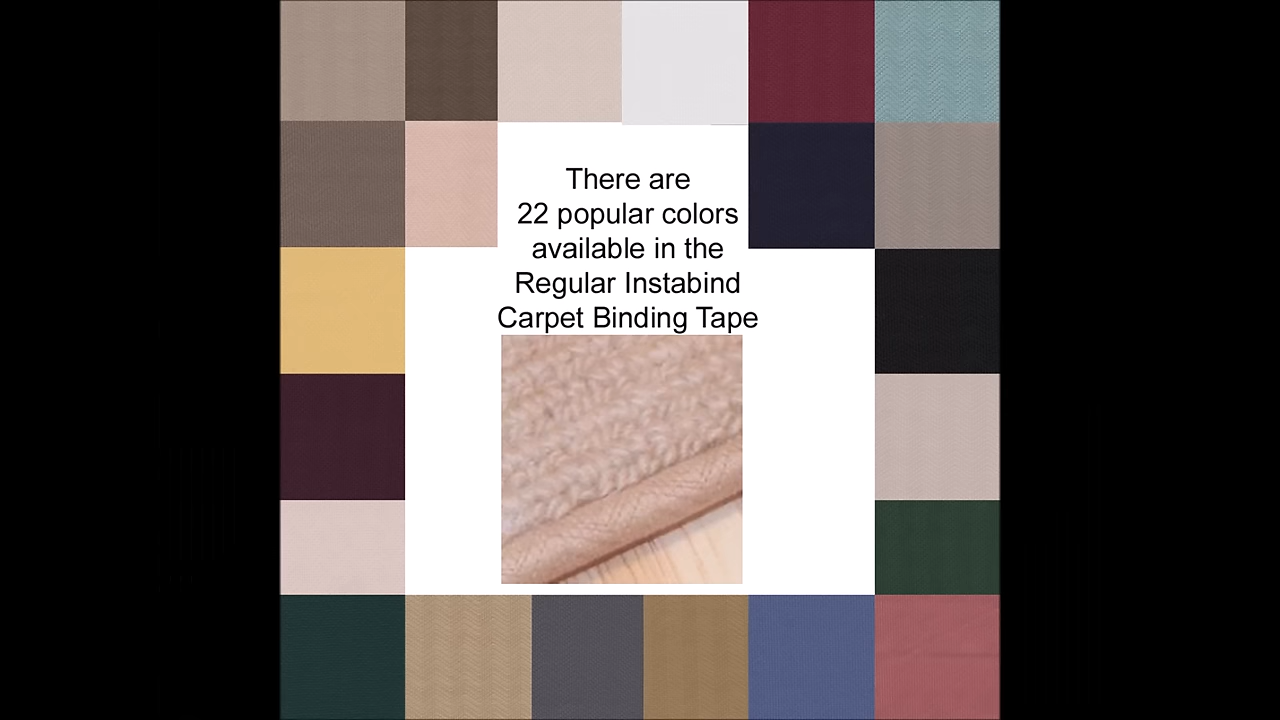 There are
22 popular colors
available in the
Regular Instabind
Carpet Binding Tape